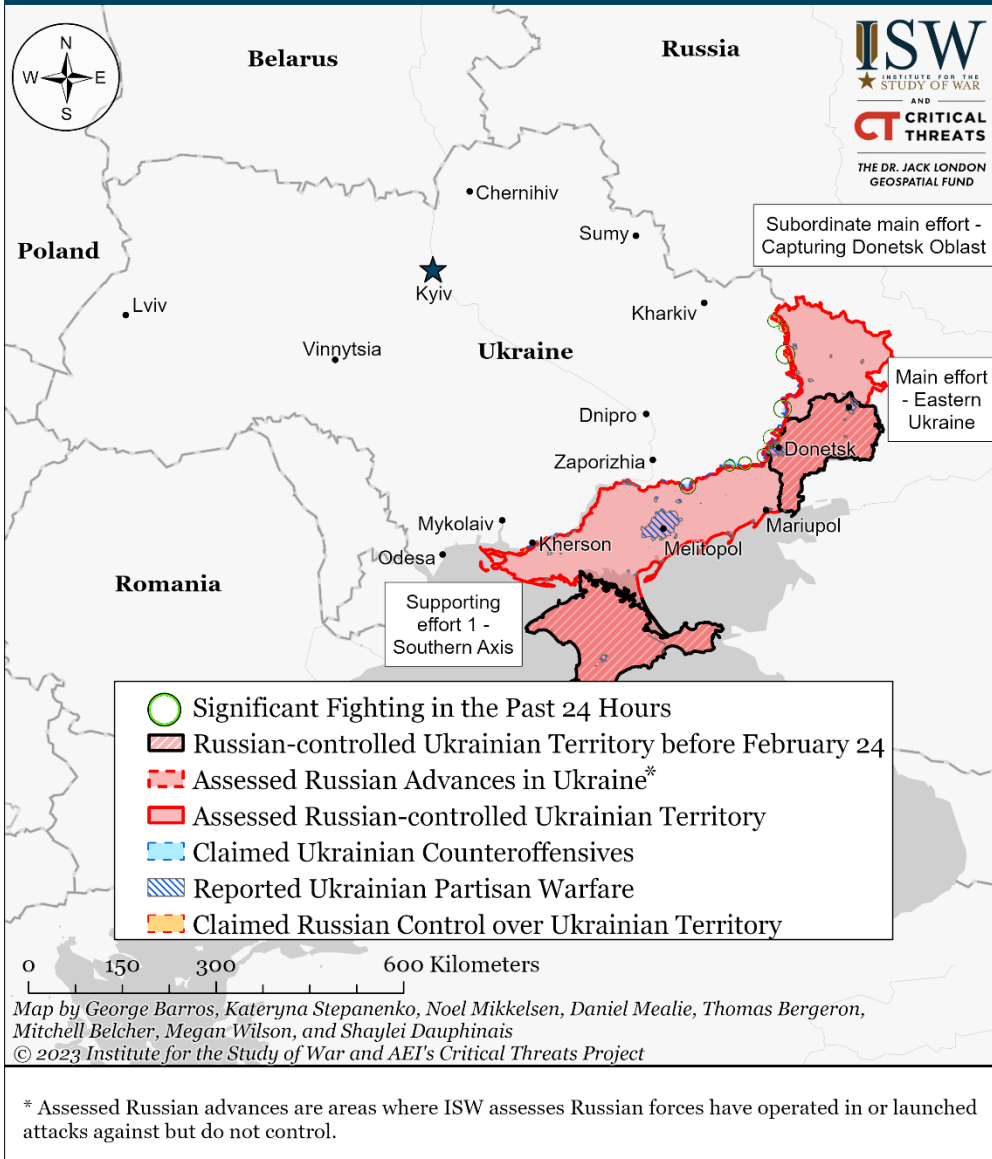 N
W
E
S
Belarus
Russia
ISW
INSTITUTE FOR THE
STUDY OF WAR
AND
CT CRITICAL
THREATS
THE DR. JACK LONDON
GEOSPATIAL FUND
Chernihiv
Sumy
Subordinate main effort -
Capturing Donetsk Oblast
Poland
Kyiv
Lviv
Kharkiv
Vinnytsia
Ukraine
Main effort
- Eastern
Ukraine
Dnipro
Donetsk
Zaporizhia
Mykolaiv
Mariupol
Kherson
Melitopol
Odesa
Romania
Supporting
effort 1 -
Southern Axis
Significant Fighting in the Past 24 Hours
Russian-controlled Ukrainian Territory before February 24
Assessed Russian Advances in Ukraine*
Assessed Russian-controlled Ukrainian Territory
Claimed Ukrainian Counteroffensives
Reported Ukrainian Partisan Warfare
Claimed Russian Control over Ukrainian Territory
0 150 300 600 Kilometers
Map by George Barros, Kateryna Stepanenko, Noel Mikkelsen, Daniel Mealie, Thomas Bergeron,
Mitchell Belcher, Megan Wilson, and Shaylei Dauphinais
© 2023 Institute for the Study of War and AEI's Critical Threats Project
* Assessed Russian advances are areas where ISW assesses Russian forces have operated in or launched
attacks against but do not control.